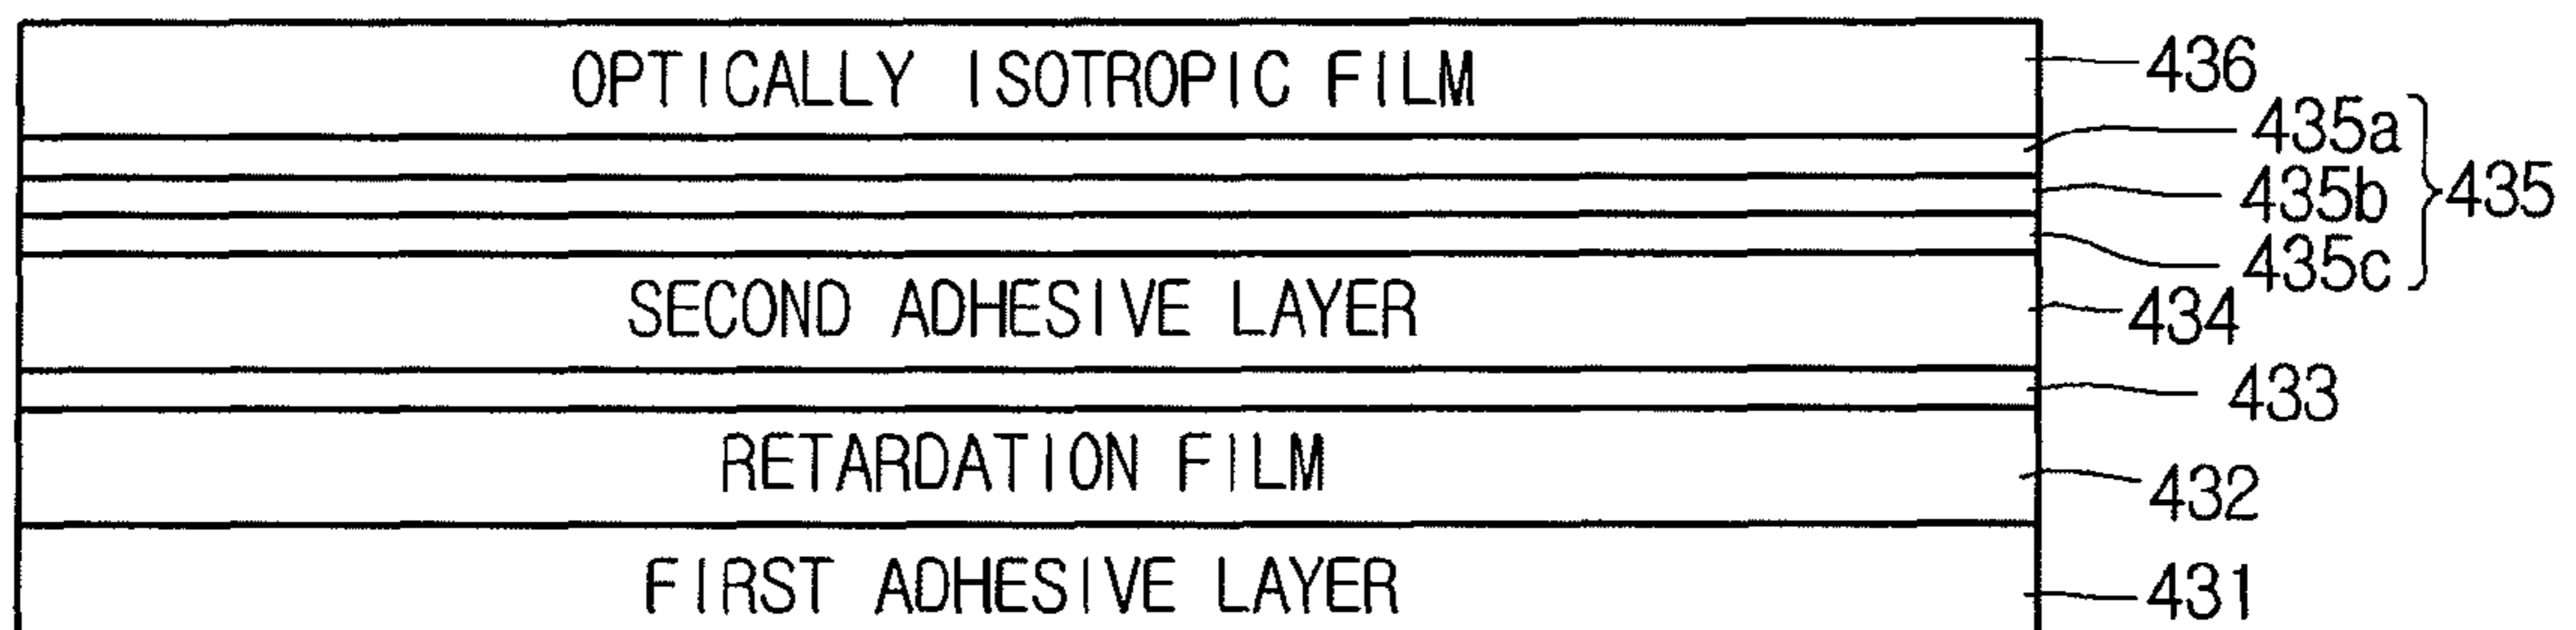 OPTICALLY ISOTROPIC FILM
436
435a
435b
435
435c
SECOND ADHESIVE LAYER
434
433
RETARDATION FILM
432
FIRST ADHESIVE LAYER
431